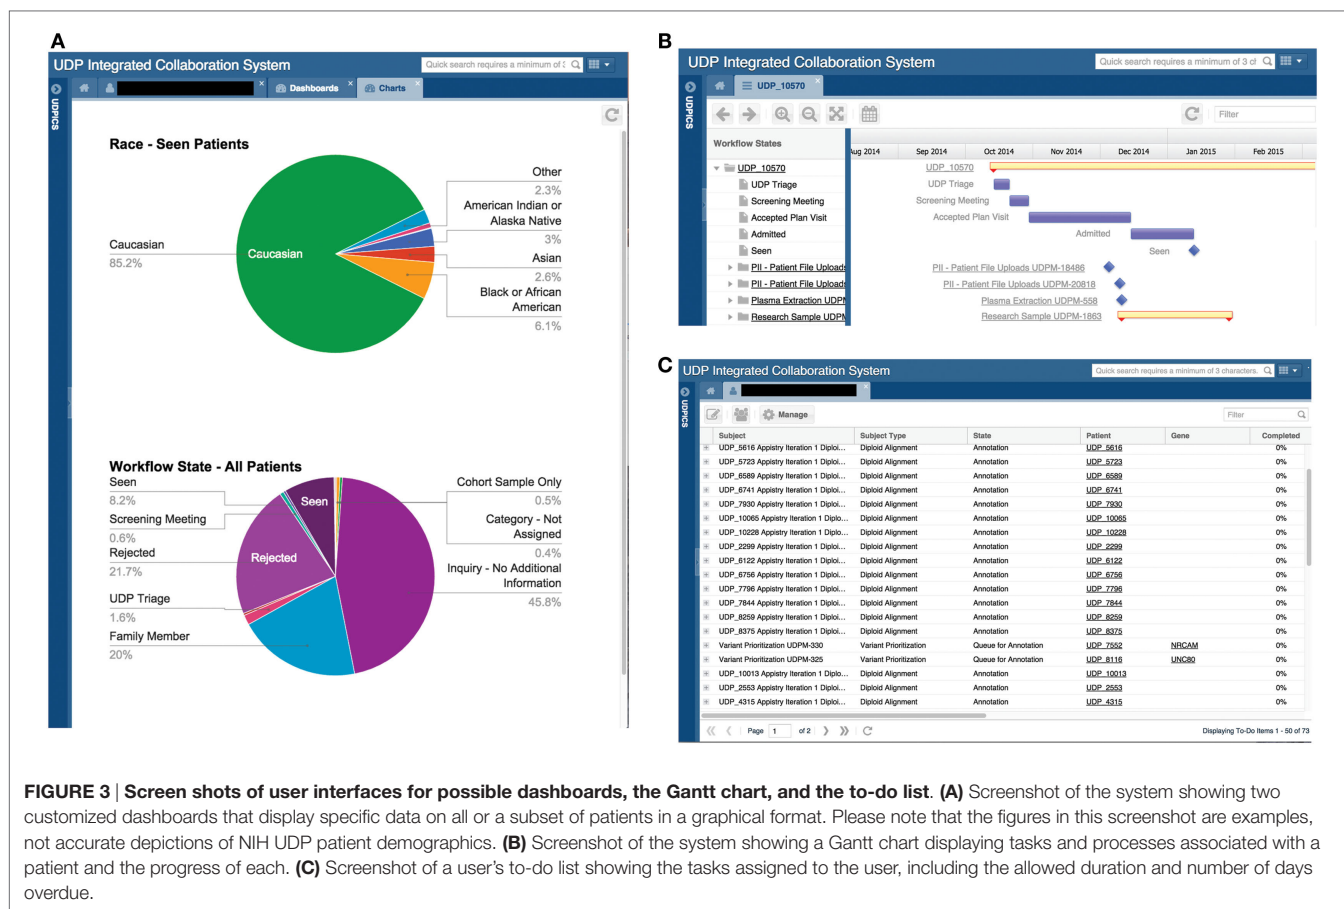 A
UDP Integrated Collaboration System
Quick search requires a minimum of 3
UDPICS
Dashboards
Charts
Race - Seen Patients
Other
2.3%
American Indian or
Alaska Native
3%
Asian
2.6%
Black or African
American
6.1%
Caucasian
85.2%
Caucasian
Workflow State - All Patients
Seen
8.2%
Screening Meeting
0.6%
Rejected
21.7%
UDP Triage
1.6%
Family Member
20%
Seen
Rejected
Cohort Sample Only
0.5%
Category - Not
Assigned
0.4%
Inquiry - No Additional
Information
45.8%
B
UDP Integrated Collaboration System
Quick search requires a minimum of 3 ch
UDPICS
UDP_10570
Filter
Workflow States
Aug 2014 Sep 2014 Oct 2014 Nov 2014 Dec 2014 Jan 2015 Feb 2015
UDP_10570 UDP_10570
UDP Triage UDP Triage
Screening Meeting Screening Meeting
Accepted Plan Visit Accepted Plan Visit
Admitted Admitted
Seen Seen
PII - Patient File Uploads PII - Patient File Uploads UDPM-18486
PII - Patient File Uploads PII - Patient File Uploads UDPM-20818
Plasma Extraction UDPM Plasma Extraction UDPM-558
Research Sample UDPM Research Sample UDPM-1863
C
UDP Integrated Collaboration System
Quick search requires a minimum of 3 characters.
UDPICS
Manage
Filter
Subject Subject Type State Patient Gene Completed
UDP_5616 Appistry Iteration 1 Diploi... Diploid Alignment Annotation UDP_5616 0%
UDP_5723 Appistry Iteration 1 Diploi... Diploid Alignment Annotation UDP_5723 0%
UDP_6589 Appistry Iteration 1 Diploi... Diploid Alignment Annotation UDP_6589 0%
UDP_6741 Appistry Iteration 1 Diploi... Diploid Alignment Annotation UDP_6741 0%
UDP_7930 Appistry Iteration 1 Diploi... Diploid Alignment Annotation UDP_7930 0%
UDP_10065 Appistry Iteration 1 Diplo... Diploid Alignment Annotation UDP_10065 0%
UDP_10228 Appistry Iteration 1 Diplo... Diploid Alignment Annotation UDP_10228 0%
UDP_2299 Appistry Iteration 1 Diploi... Diploid Alignment Annotation UDP_2299 0%
UDP_6122 Appistry Iteration 1 Diploi... Diploid Alignment Annotation UDP_6122 0%
UDP_6756 Appistry Iteration 1 Diploi... Diploid Alignment Annotation UDP_6756 0%
UDP_7796 Appistry Iteration 1 Diploi... Diploid Alignment Annotation UDP_7796 0%
UDP_7844 Appistry Iteration 1 Diploi... Diploid Alignment Annotation UDP_7844 0%
UDP_8259 Appistry Iteration 1 Diploi... Diploid Alignment Annotation UDP_8259 0%
UDP_8375 Appistry Iteration 1 Diploi... Diploid Alignment Annotation UDP_8375 0%
Variant Prioritization UDPM-330 Variant Prioritization Queue for Annotation UDP_7552 NRCAM 0%
Variant Prioritization UDPM-325 Variant Prioritization Queue for Annotation UDP_8116 UNC80 0%
UDP_10013 Appistry Iteration 1 Diplo... Diploid Alignment Annotation UDP_10013 0%
UDP_2553 Appistry Iteration 1 Diploi... Diploid Alignment Annotation UDP_2553 0%
UDP_4315 Appistry Iteration 1 Diploi... Diploid Alignment Annotation UDP_4315 0%
Page 1 of 2 Displaying To-Do Items 1 - 50 of 73
FIGURE 3 | Screen shots of user interfaces for possible dashboards, the Gantt chart, and the to-do list. (A) Screenshot of the system showing two
customized dashboards that display specific data on all or a subset of patients in a graphical format. Please note that the figures in this screenshot are examples,
not accurate depictions of NIH UDP patient demographics. (B) Screenshot of the system showing a Gantt chart displaying tasks and processes associated with a
patient and the progress of each. (C) Screenshot of a user's to-do list showing the tasks assigned to the user, including the allowed duration and number of days
overdue.